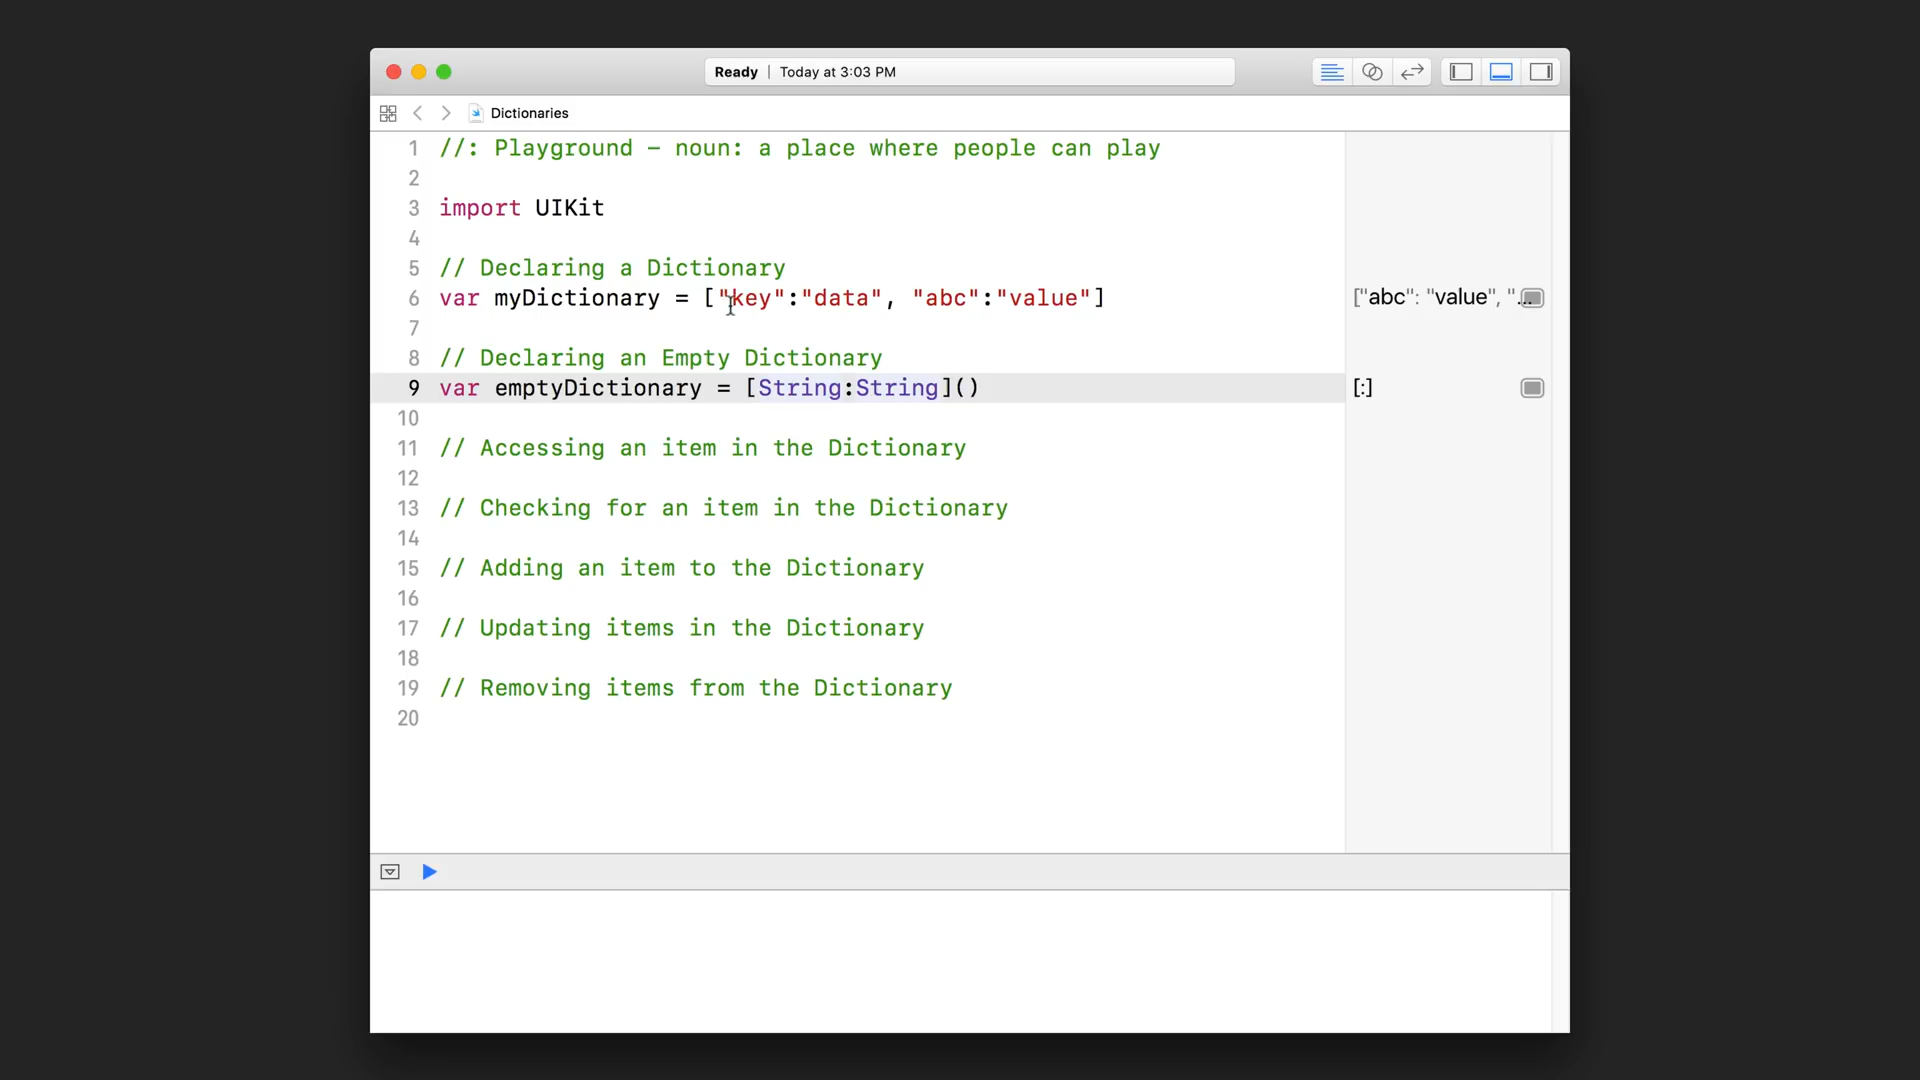 Ready | Today at 3:03 PM
Dictionaries
1 //: Playground – noun: a place where people can play
2
3 import UIKit
4
5 // Declaring a Dictionary
6 var myDictionary = ["key":"data", "abc":"value"] ["abc": "value", "...
7
8 // Declaring an Empty Dictionary
9 var emptyDictionary = [String:String]() [:]
10
11 // Accessing an item in the Dictionary
12
13 // Checking for an item in the Dictionary
14
15 // Adding an item to the Dictionary
16
17 // Updating items in the Dictionary
18
19 // Removing items from the Dictionary
20